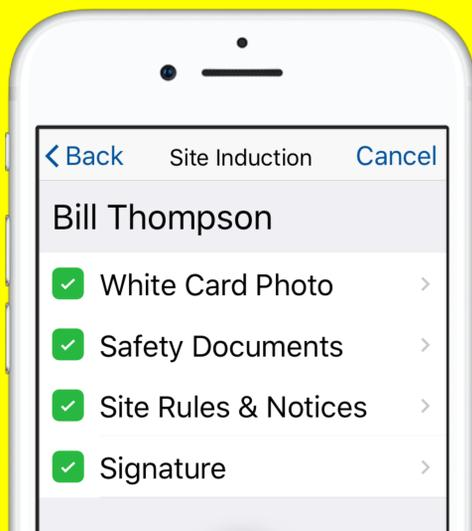 Back Site Induction Cancel
Bill Thompson
White Card Photo
Safety Documents
Site Rules & Notices
Signature